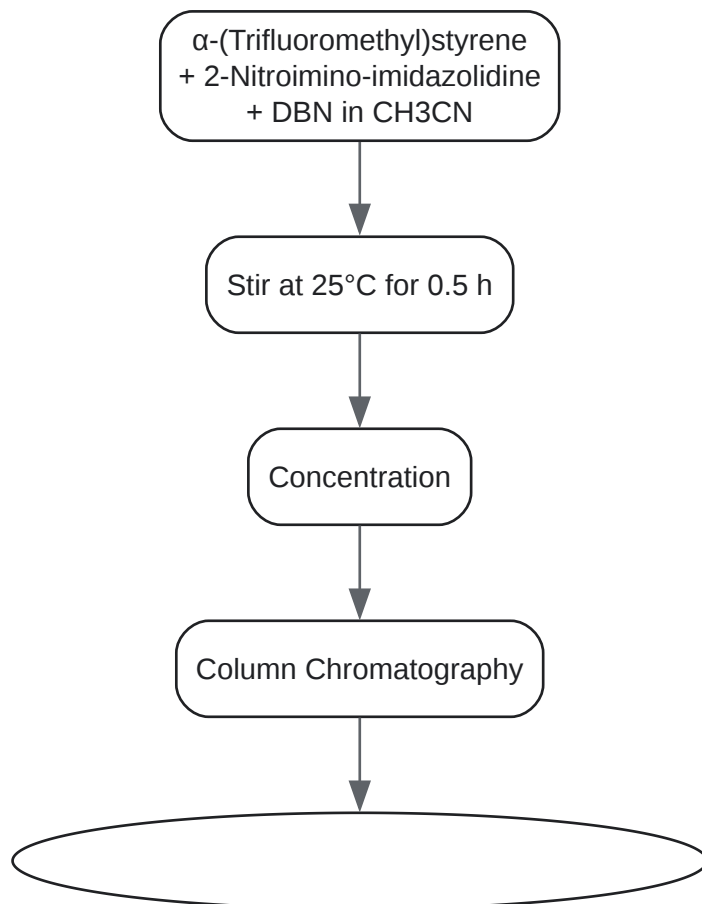 α-(Trifluoromethyl)styrene
+ 2-Nitroimino-imidazolidine
+ DBN in CH3CN
Stir at 25°C for 0.5 h
Concentration
Column Chromatography